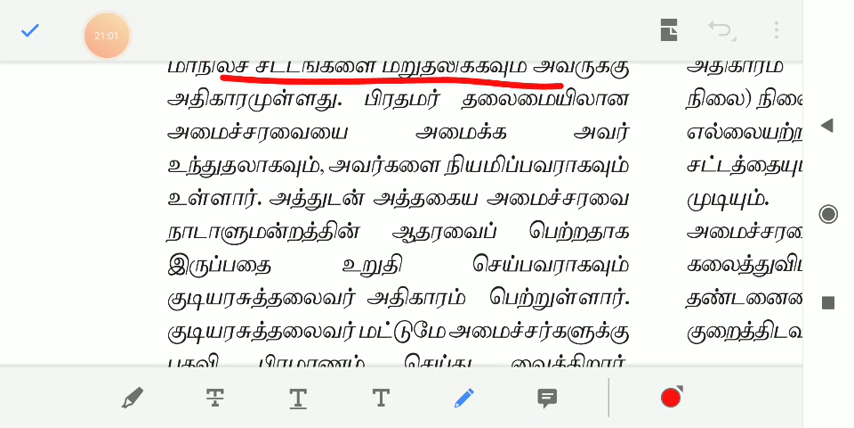 21:01
மாநிலச் சட்டங்களை மறுதலிக்கவும் அவருக்கு
அதிகாரமுள்ளது. பிரதமர் தலைமையிலான
அமைச்சரவையை அமைக்க அவர்
உந்துதலாகவும், அவர்களை நியமிப்பவராகவும்
உள்ளார். அத்துடன் அத்தகைய அமைச்சரவை
நாடாளுமன்றத்தின் ஆதரவைப் பெற்றதாக
இருப்பதை உறுதி செய்பவராகவும்
குடியரசுத்தலைவர் அதிகாரம் பெற்றுள்ளார்.
குடியரசுத்தலைவர் மட்டுமே அமைச்சர்களுக்கு
பதவி பிரமாணம் செய்து வைக்கிறார்.
அதிகாரம்
நிலை) நிலை
எல்லையற்ற
சட்டத்தையு
முடியும்.
அமைச்சரவை
கலைத்துவி
தண்டனை
குறைத்திட
T
T
T